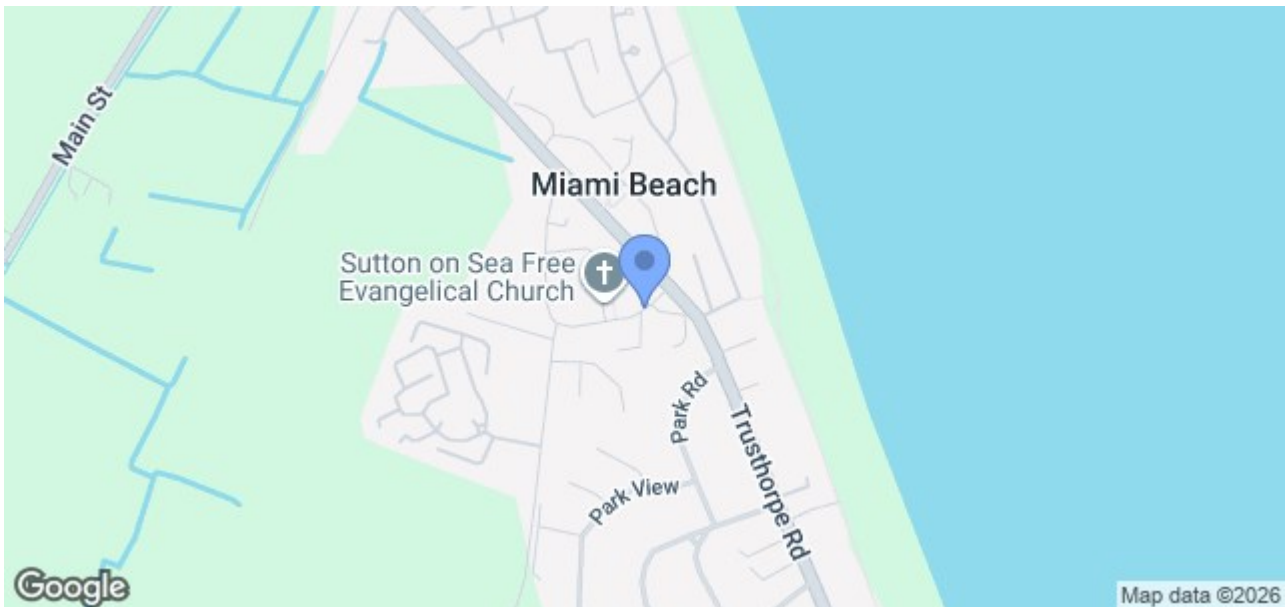 Main St
Miami Beach
Sutton on Sea Free
Evangelical Church
Park Rd
Trusthorpe Rd
Park View
Google
Map data ©2026